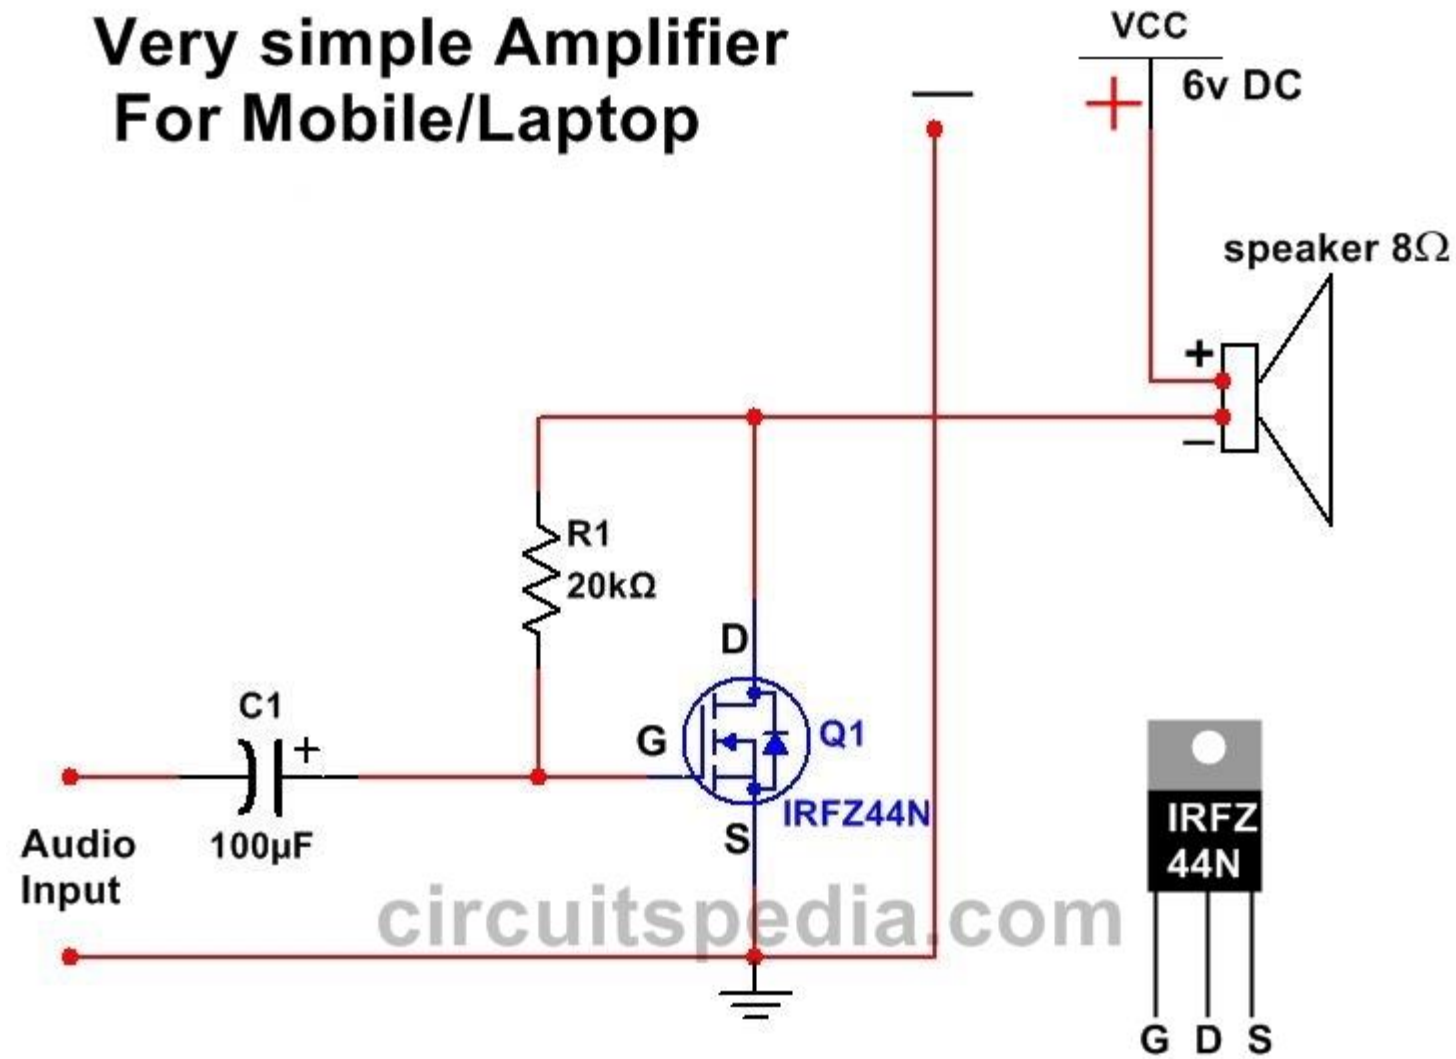 Very simple Amplifier
For Mobile/Laptop
VCC
+
6v DC
—
speaker 8Ω
+
–
R1
20kΩ
D
C1
+
G
Q1
100µF
IRFZ44N
S
Audio
Input
circuitspedia.com
IRFZ
44N
G D S